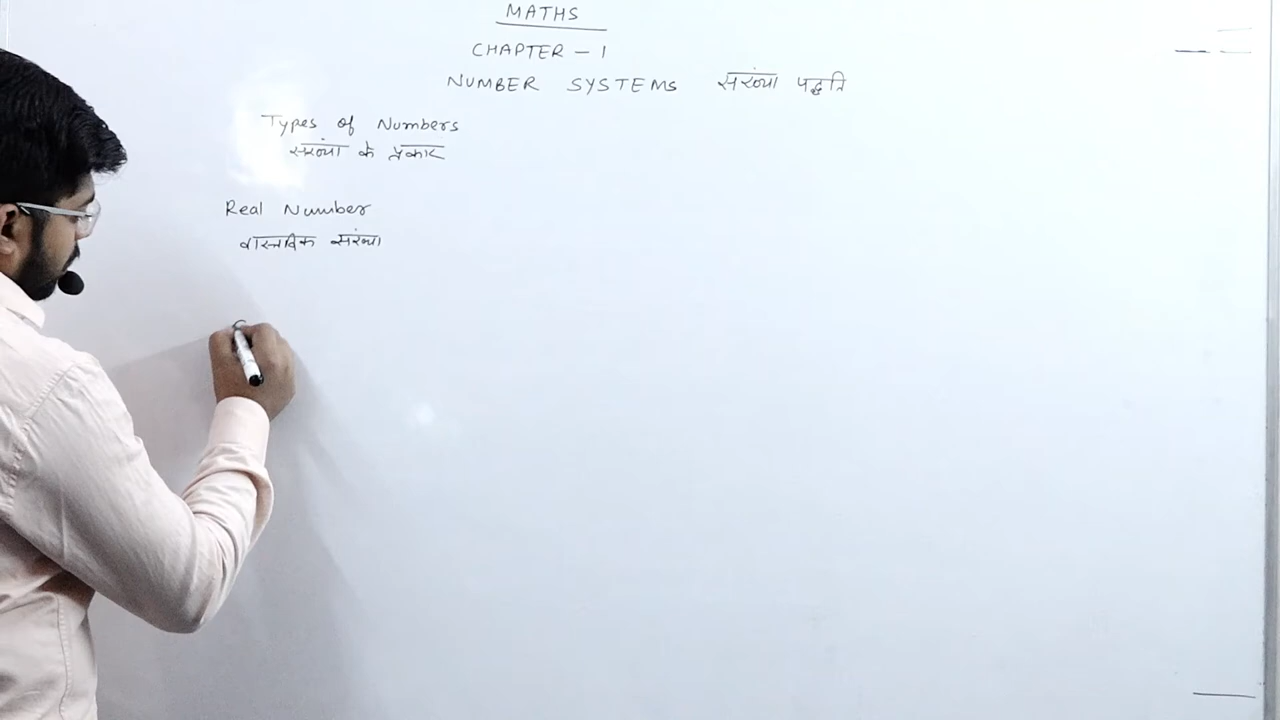 MATHS
CHAPTER - 1
NUMBER SYSTEMS संख्या पद्धति
Types of Numbers
संख्या के प्रकार
Real Number
वास्तविक संख्या